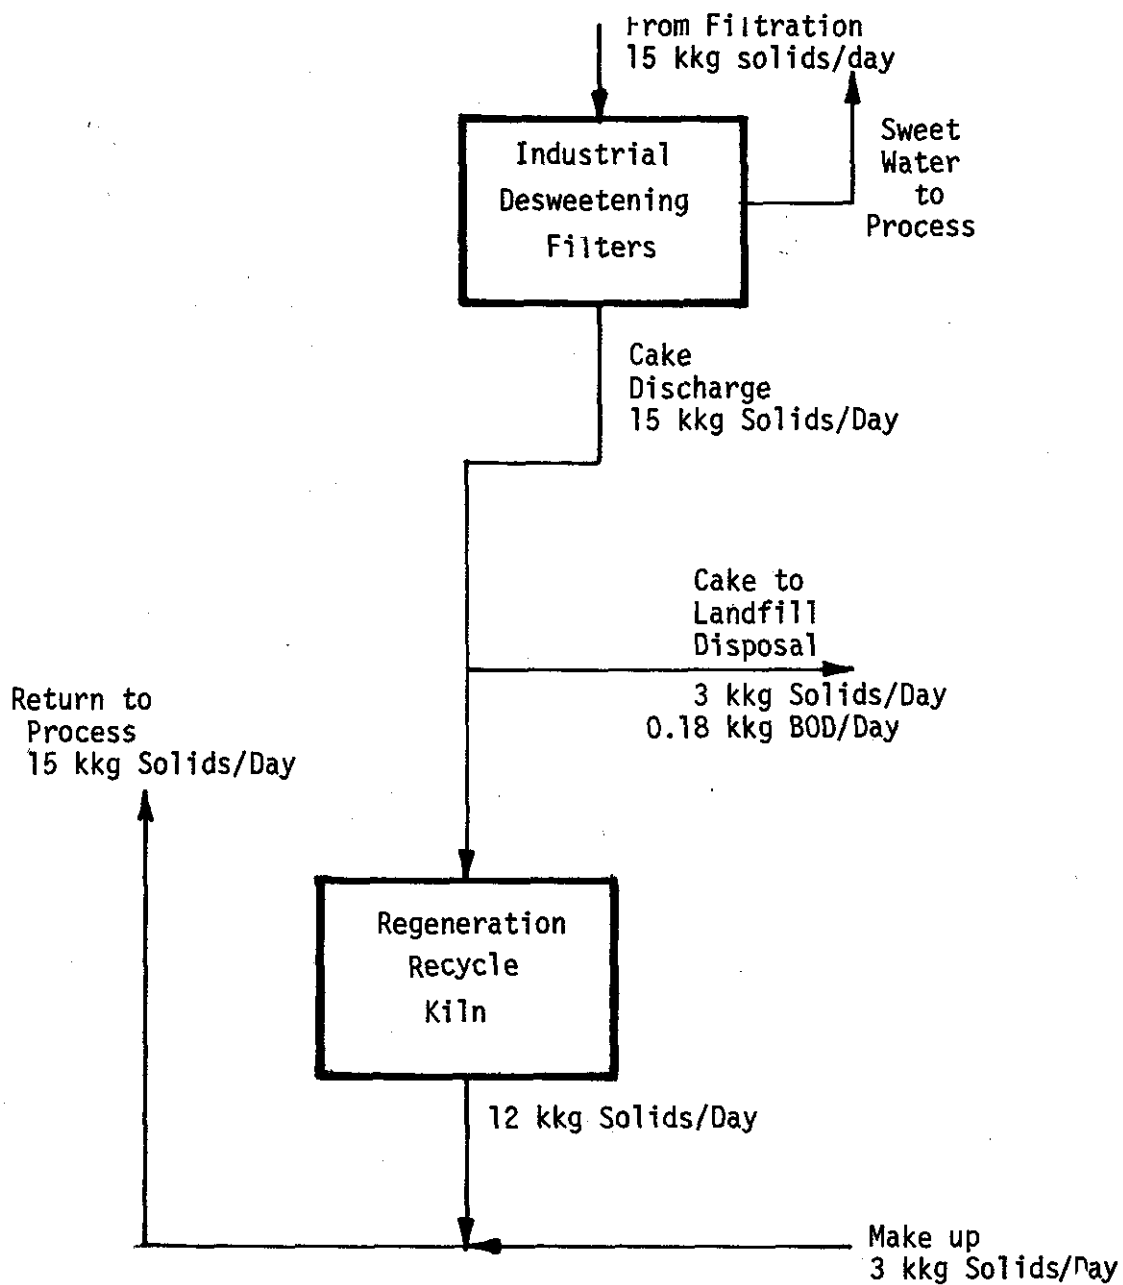 From Filtration
15 kkg solids/day
Industrial
Desweetening
Filters
Sweet
Water
to
Process
Cake
Discharge
15 kkg Solids/Day
Cake to
Landfill
Disposal
3 kkg Solids/Day
0.18 kkg BOD/Day
Return to
Process
15 kkg Solids/Day
Regeneration
Recycle
Kiln
12 kkg Solids/Day
Make up
3 kkg Solids/Day